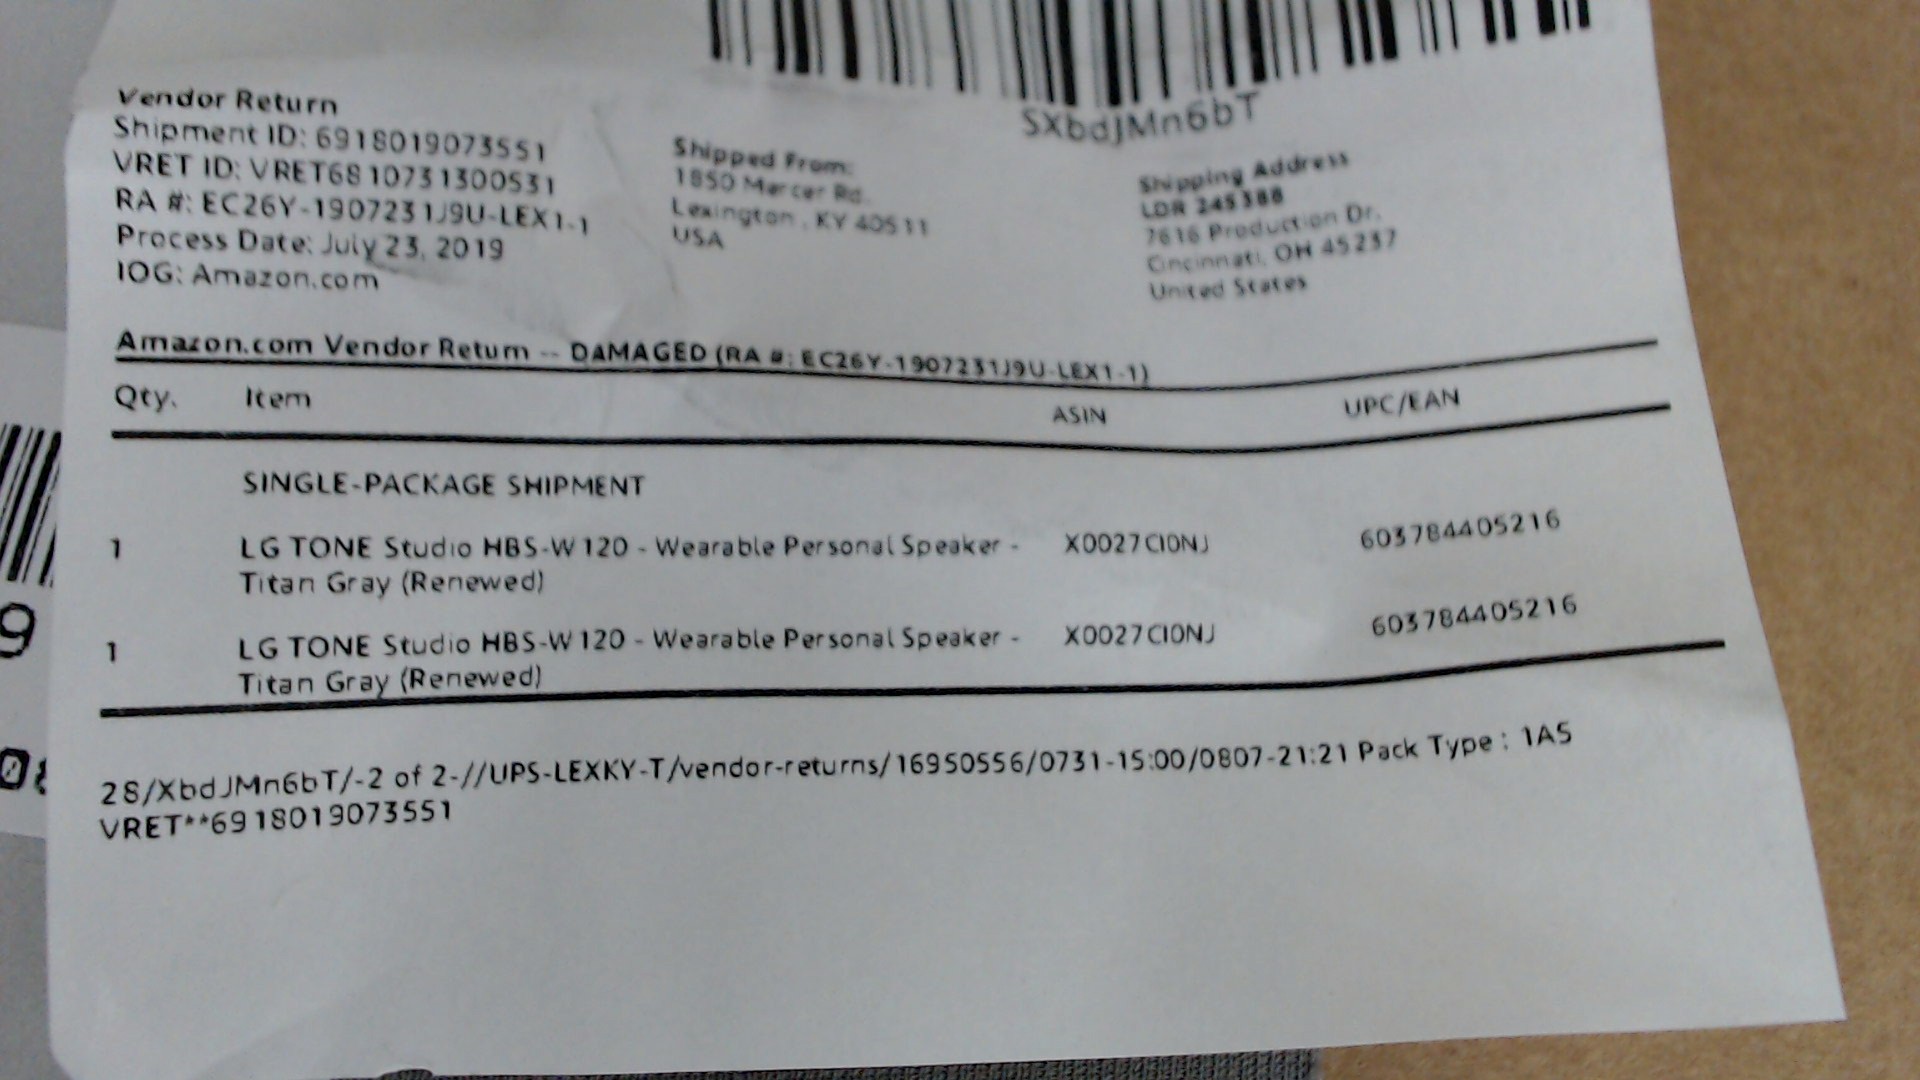 SXbdJMn6bT
Vendor Return
Shipment ID: 6918019073551
VRET ID: VRET6810731300531
RA #: EC26Y-1907231J9U-LEX1-1
Process Date: July 23, 2019
IOG: Amazon.com
Shipped From:
1850 Mercer Rd.
Lexington , KY 40511
USA
Shipping Address
LDR 245388
7616 Production Dr.
Cincinnati, OH 45237
United States
Amazon.com Vendor Return -- DAMAGED (RA #: EC26Y-1907231J9U-LEX1-1)
Qty. Item ASIN UPC/EAN
SINGLE-PACKAGE SHIPMENT
1 LG TONE Studio HBS-W120 - Wearable Personal Speaker - X0027CI0NJ 603784405216
Titan Gray (Renewed)
1 LG TONE Studio HBS-W120 - Wearable Personal Speaker - X0027CI0NJ 603784405216
Titan Gray (Renewed)
28/XbdJMn6bT/-2 of 2-//UPS-LEXKY-T/vendor-returns/16950556/0731-15:00/0807-21:21 Pack Type : 1A5
VRET**6918019073551
9